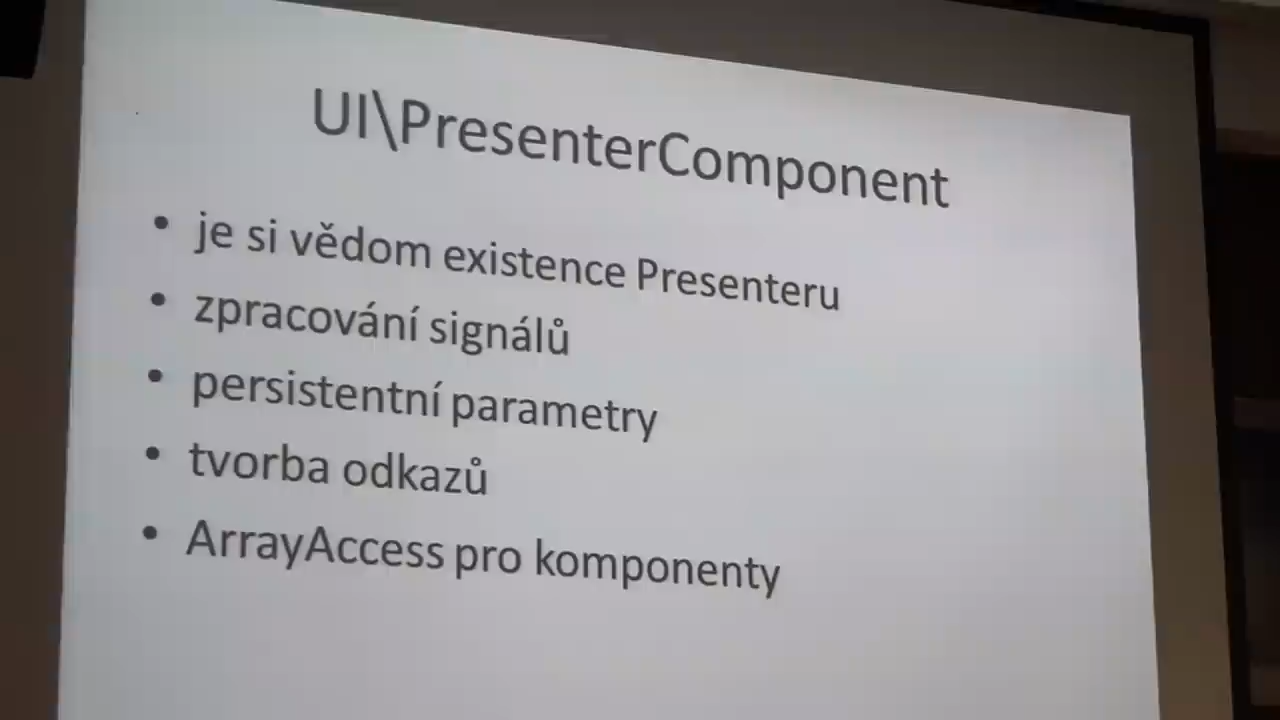 UI\PresenterComponent
• je si vědom existence Presenteru
• zpracování signálů
• persistentní parametry
• tvorba odkazů
• ArrayAccess pro komponenty